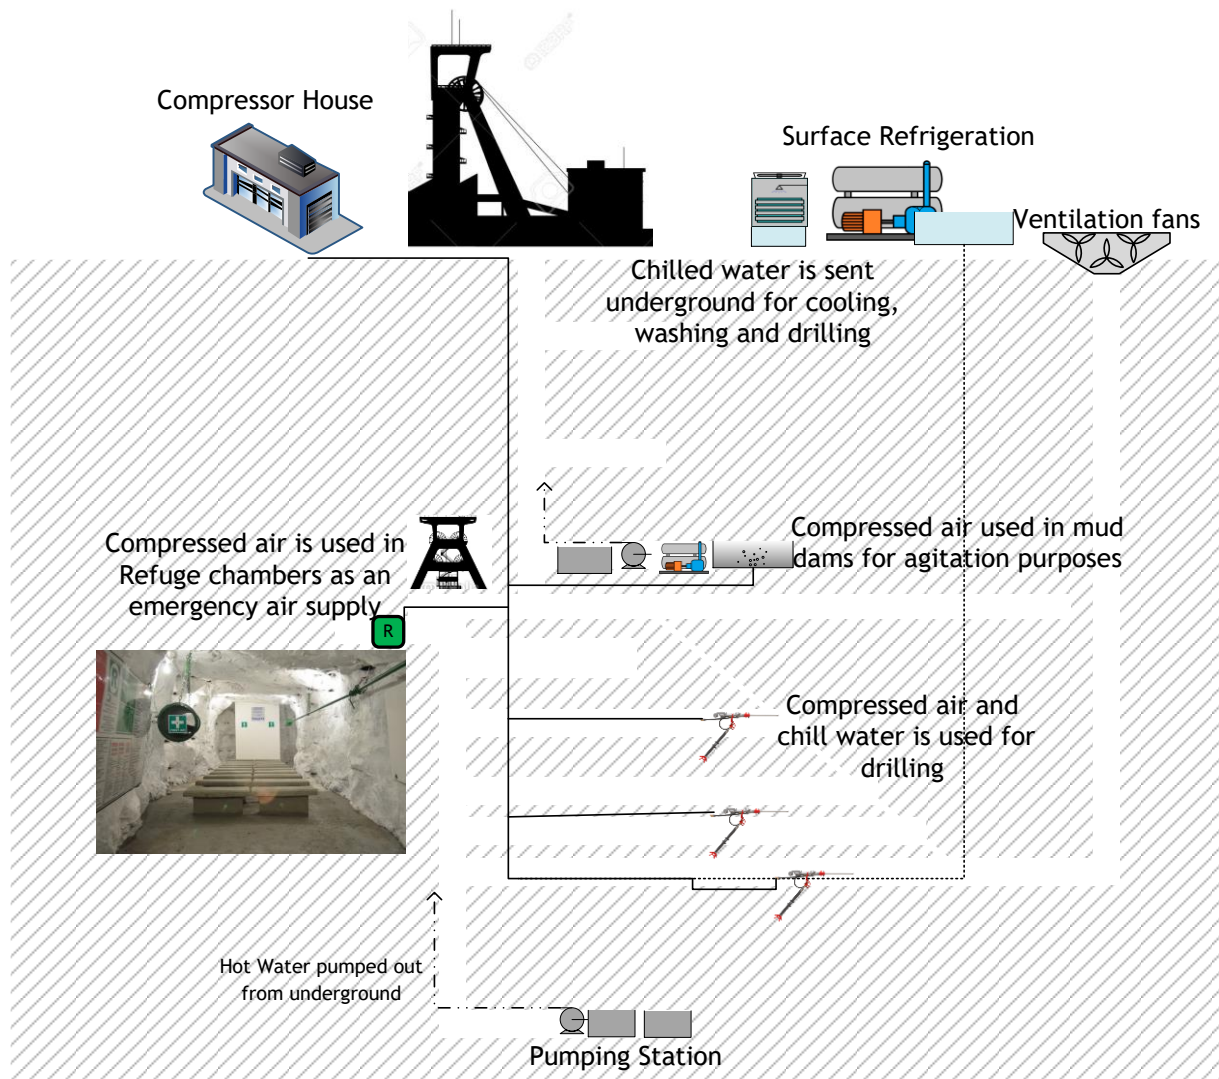 Compressor House
Surface Refrigeration
Ventilation fans
Chilled water is sent
underground for cooling,
washing and drilling
Compressed air used in mud
dams for agitation purposes
Compressed air is used in
Refuge chambers as an
emergency air supply
R
Compressed air and
chill water is used for
drilling
Hot Water pumped out
from underground
Pumping Station